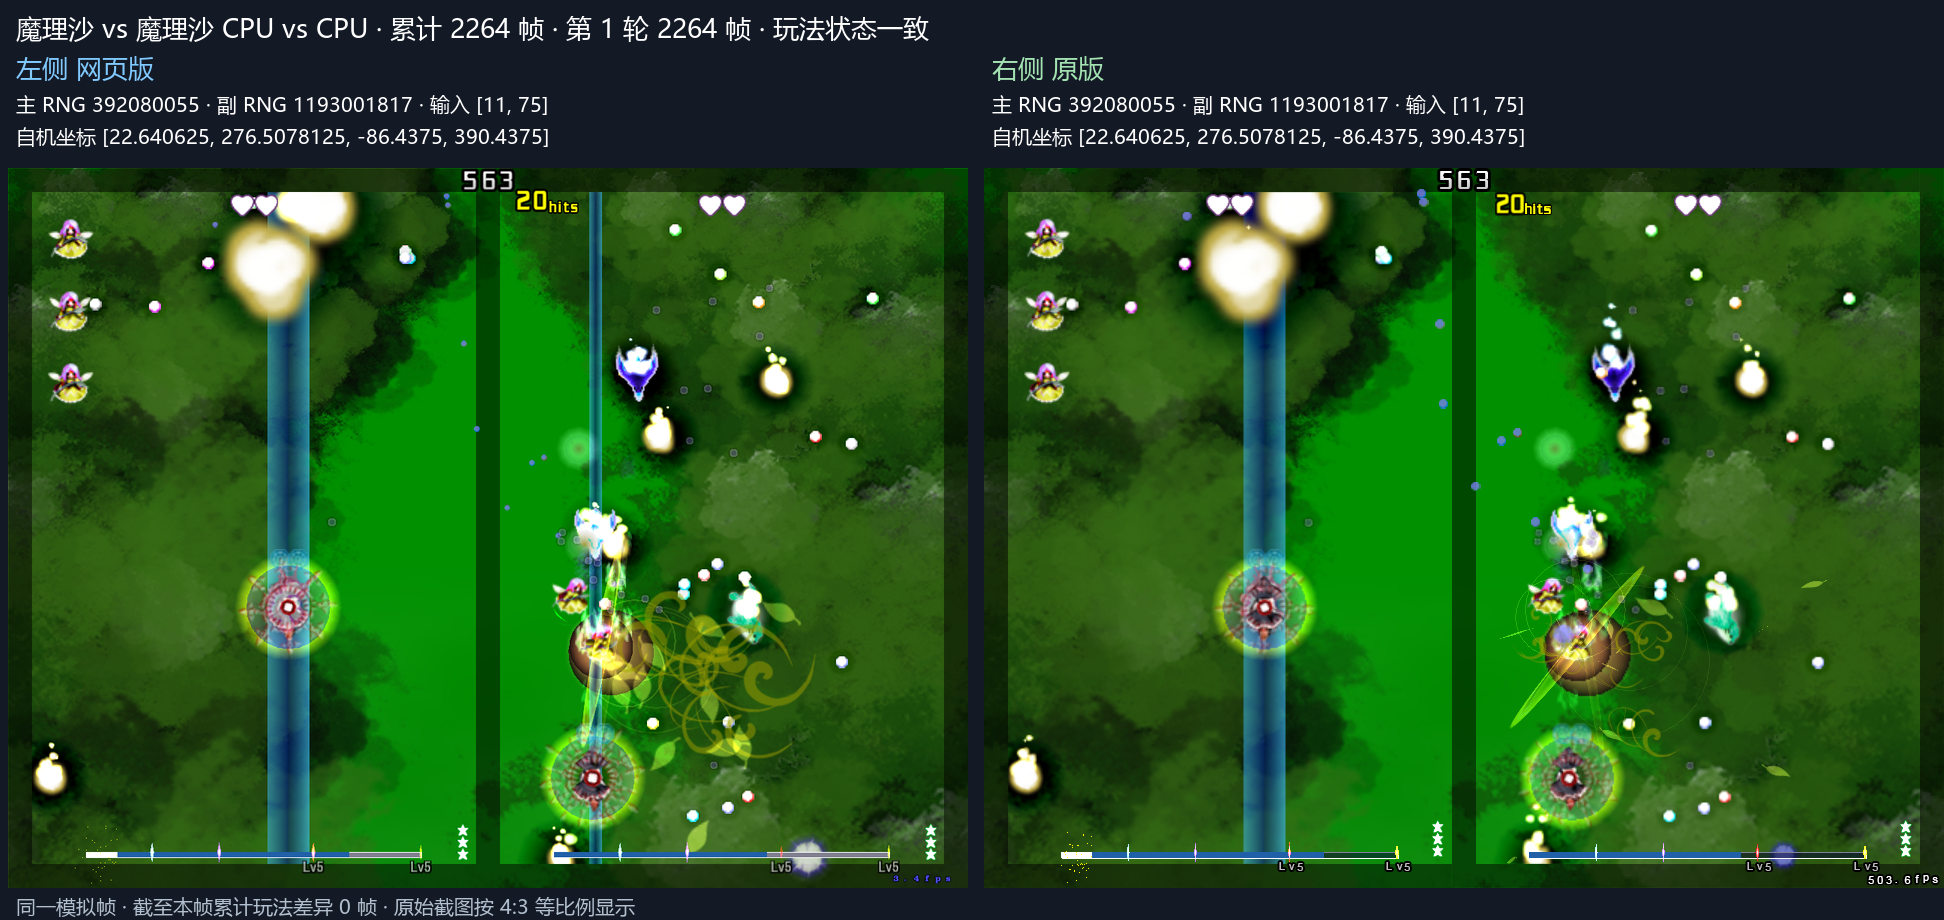 魔理沙 vs 魔理沙 CPU vs CPU · 累计 2264 帧 · 第 1 轮 2264 帧 · 玩法状态一致
左侧 网页版
主 RNG 392080055 · 副 RNG 1193001817 · 输入 [11, 75]
自机坐标 [22.640625, 276.5078125, -86.4375, 390.4375]
右侧 原版
主 RNG 392080055 · 副 RNG 1193001817 · 输入 [11, 75]
自机坐标 [22.640625, 276.5078125, -86.4375, 390.4375]
563
20hits
Lv5 Lv5 Lv5 Lv5
3.4fps
563
20hits
Lv5 Lv5 Lv5 Lv5
503.6fps
同一模拟帧 · 截至本帧累计玩法差异 0 帧 · 原始截图按 4:3 等比例显示